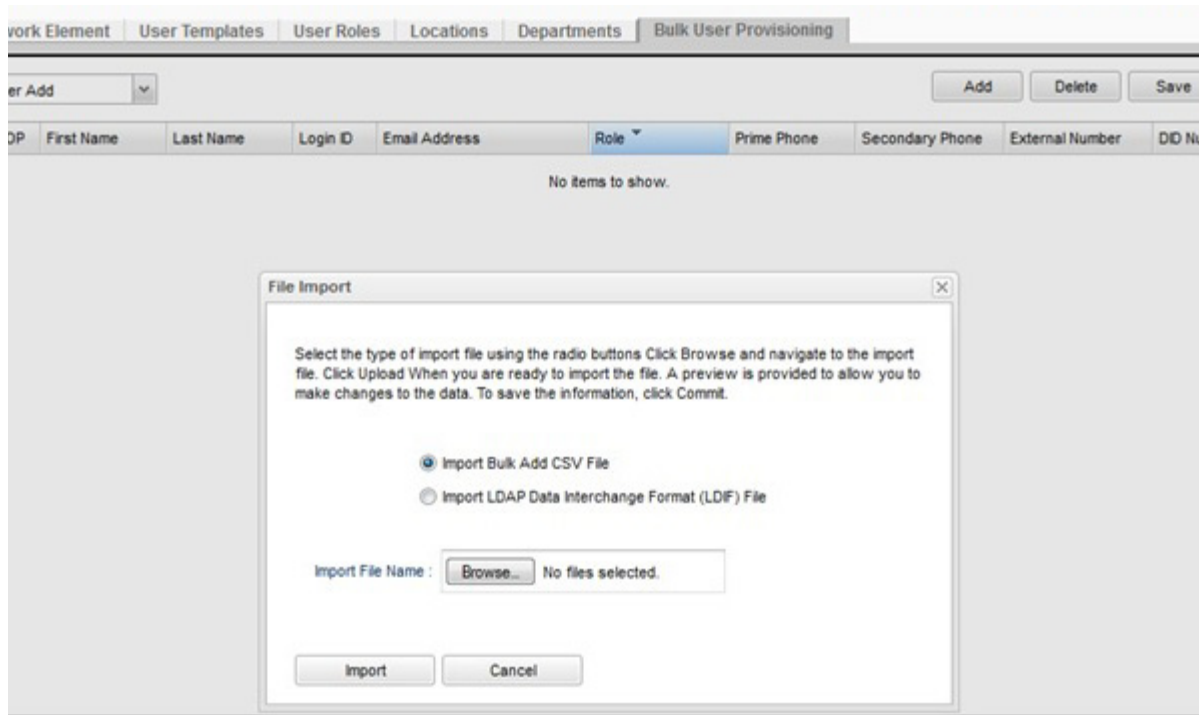 work Element User Templates User Roles Locations Departments Bulk User Provisioning
er Add Add Delete Save
OP First Name Last Name Login ID Email Address Role Prime Phone Secondary Phone External Number DID Nu
No items to show.
File Import
Select the type of import file using the radio buttons Click Browse and navigate to the import
file. Click Upload When you are ready to import the file. A preview is provided to allow you to
make changes to the data. To save the information, click Commit.
Import Bulk Add CSV File
Import LDAP Data Interchange Format (LDIF) File
Import File Name : Browse... No files selected.
Import Cancel